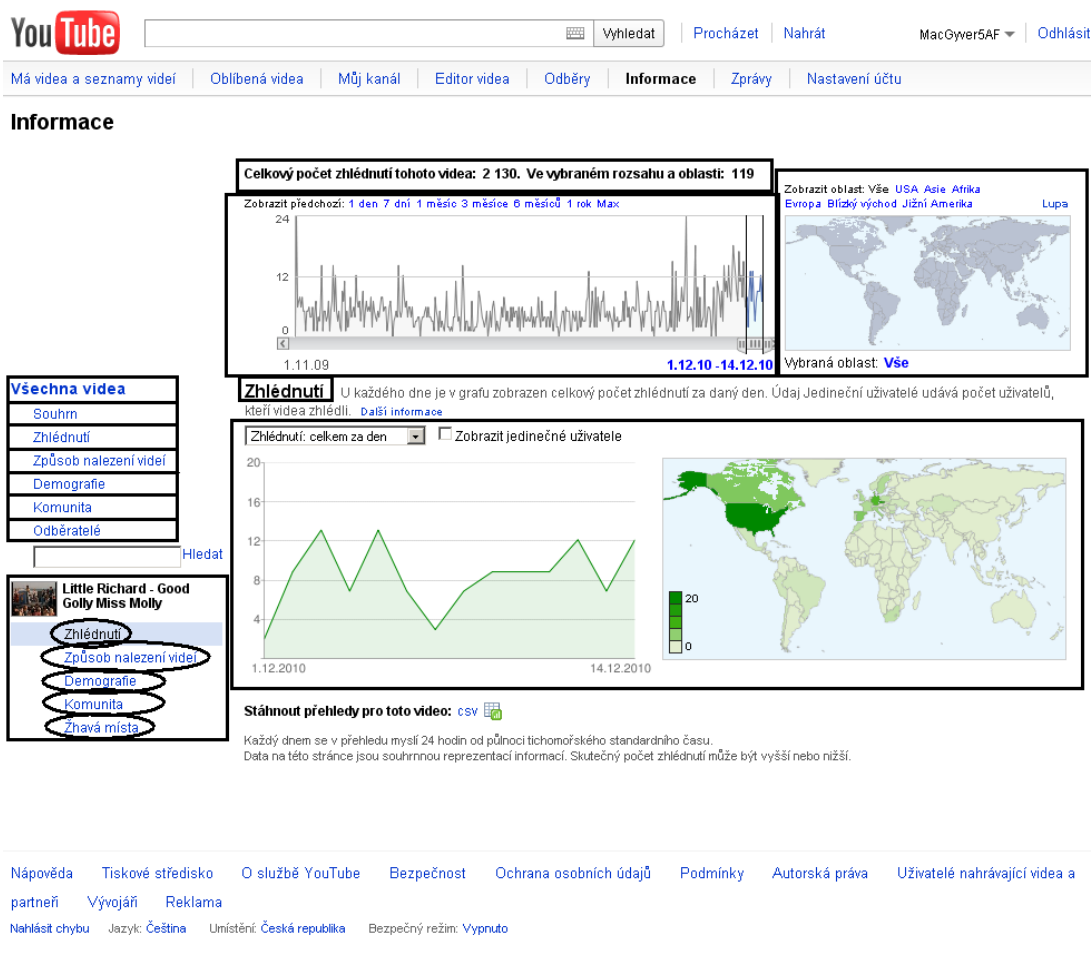 YouTube Vyhledat Procházet Nahrát MacGyver5AF Odhlásit
Má videa a seznamy videí Oblíbená videa Můj kanál Editor videa Odběry Informace Zprávy Nastavení účtu
Informace
Celkový počet zhlédnutí tohoto videa: 2 130. Ve vybraném rozsahu a oblasti: 119
Zobrazit předchozí: 1 den 7 dní 1 měsíc 3 měsíce 6 měsíců 1 rok Max
24
12
0
1.11.09 1.12.10 -14.12.10
Zobrazit oblast: Vše USA Asie Afrika
Evropa Blízký východ Jižní Amerika Lupa
Vybraná oblast: Vše
Všechna videa
Souhrn
Zhlédnutí
Způsob nalezení videí
Demografie
Komunita
Odběratelé
Hledat
Little Richard - Good
Golly Miss Molly
Zhlédnutí
Způsob nalezení videí
Demografie
Komunita
Žhavá místa
Zhlédnutí U každého dne je v grafu zobrazen celkový počet zhlédnutí za daný den. Údaj Jedineční uživatelé udává počet uživatelů,
kteří videa zhlédli. Další informace
Zhlédnutí: celkem za den Zobrazit jedinečné uživatele
20
16
12
8
4
1.12.2010 14.12.2010
20
0
Stáhnout přehledy pro toto video: csv
Každý dnem se v přehledu myslí 24 hodin od půlnoci tichomořského standardního času.
Data na této stránce jsou souhrnnou reprezentací informací. Skutečný počet zhlédnutí může být vyšší nebo nižší.
Nápověda Tiskové středisko O službě YouTube Bezpečnost Ochrana osobních údajů Podmínky Autorská práva Uživatelé nahrávající videa a
partneři Vývojáři Reklama
Nahlásit chybu Jazyk: Čeština Umístění: Česká republika Bezpečný režim: Vypnuto